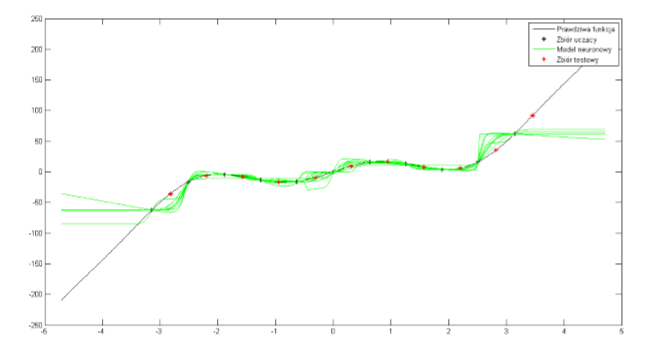 250
200
150
100
50
0
-50
-100
-150
-200
-250
-5 -4 -3 -2 -1 0 1 2 3 4 5
Prawdziwa funkcja
Zbiór uczący
Model neuronowy
Zbiór testowy